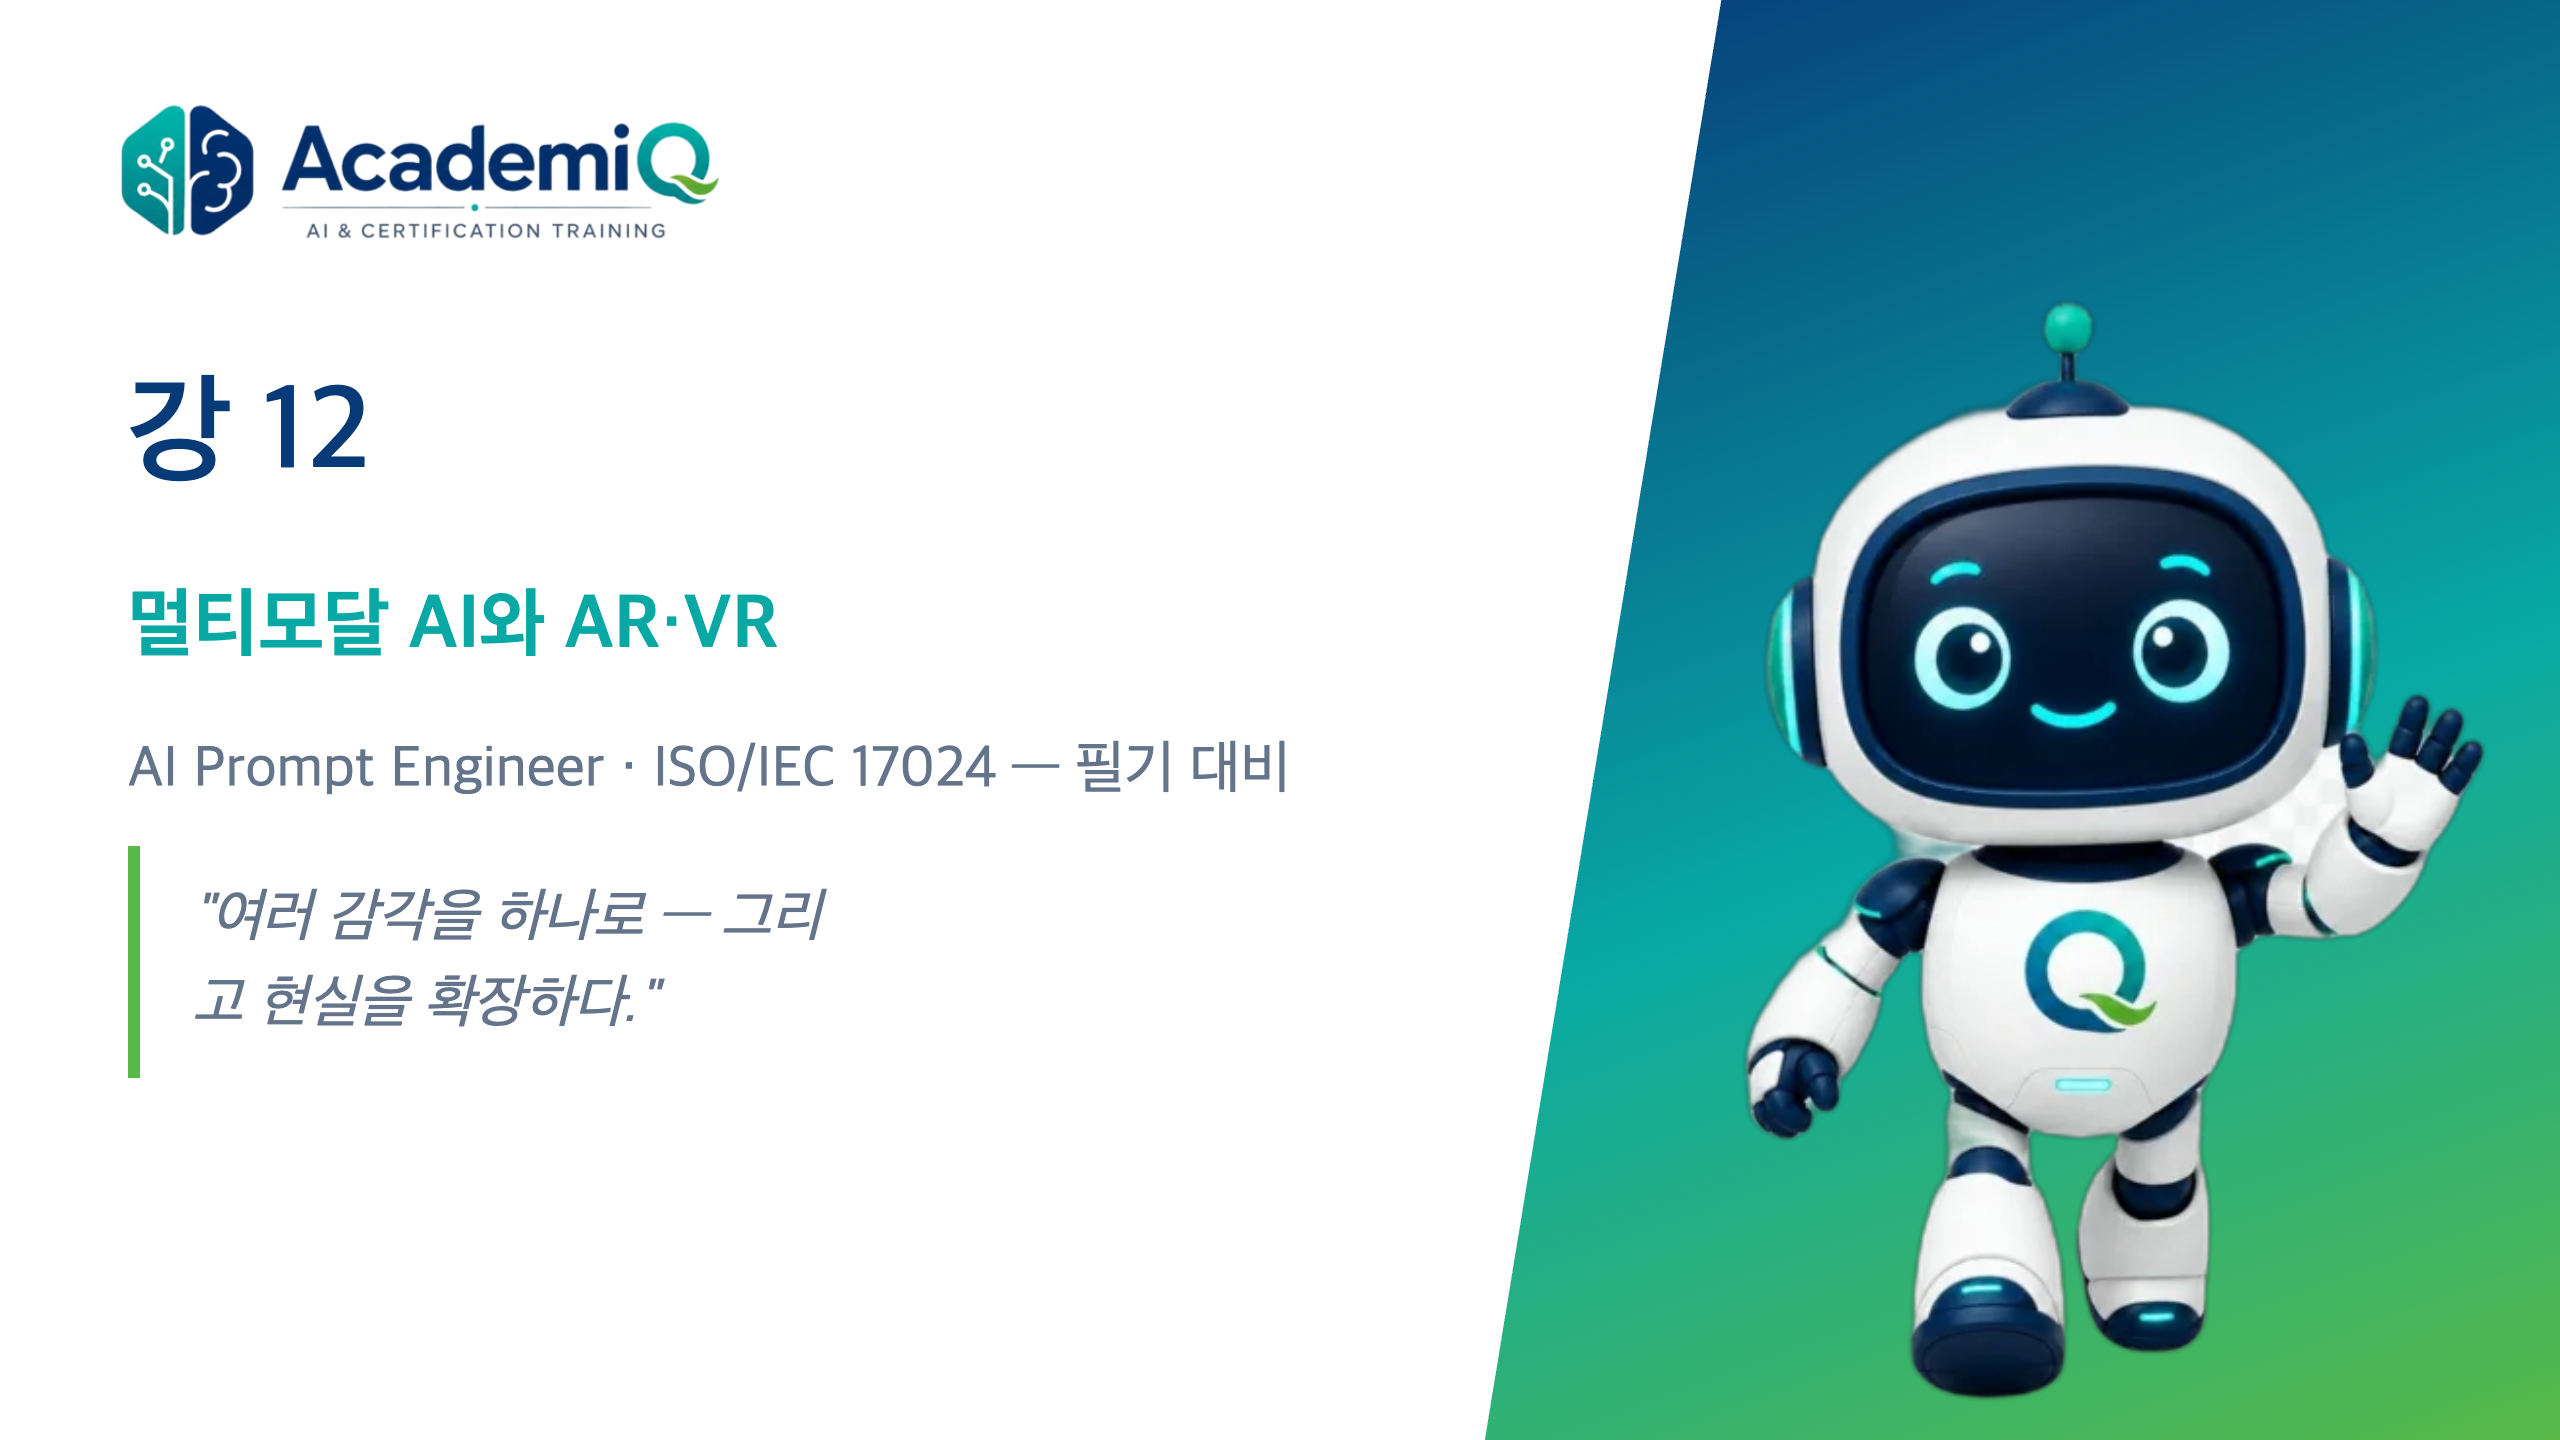 AcademiQ
AI & CERTIFICATION TRAINING
강 12
멀티모달 AI와 AR·VR
AI Prompt Engineer · ISO/IEC 17024 — 필기 대비
"여러 감각을 하나로 — 그리
고 현실을 확장하다."
Q